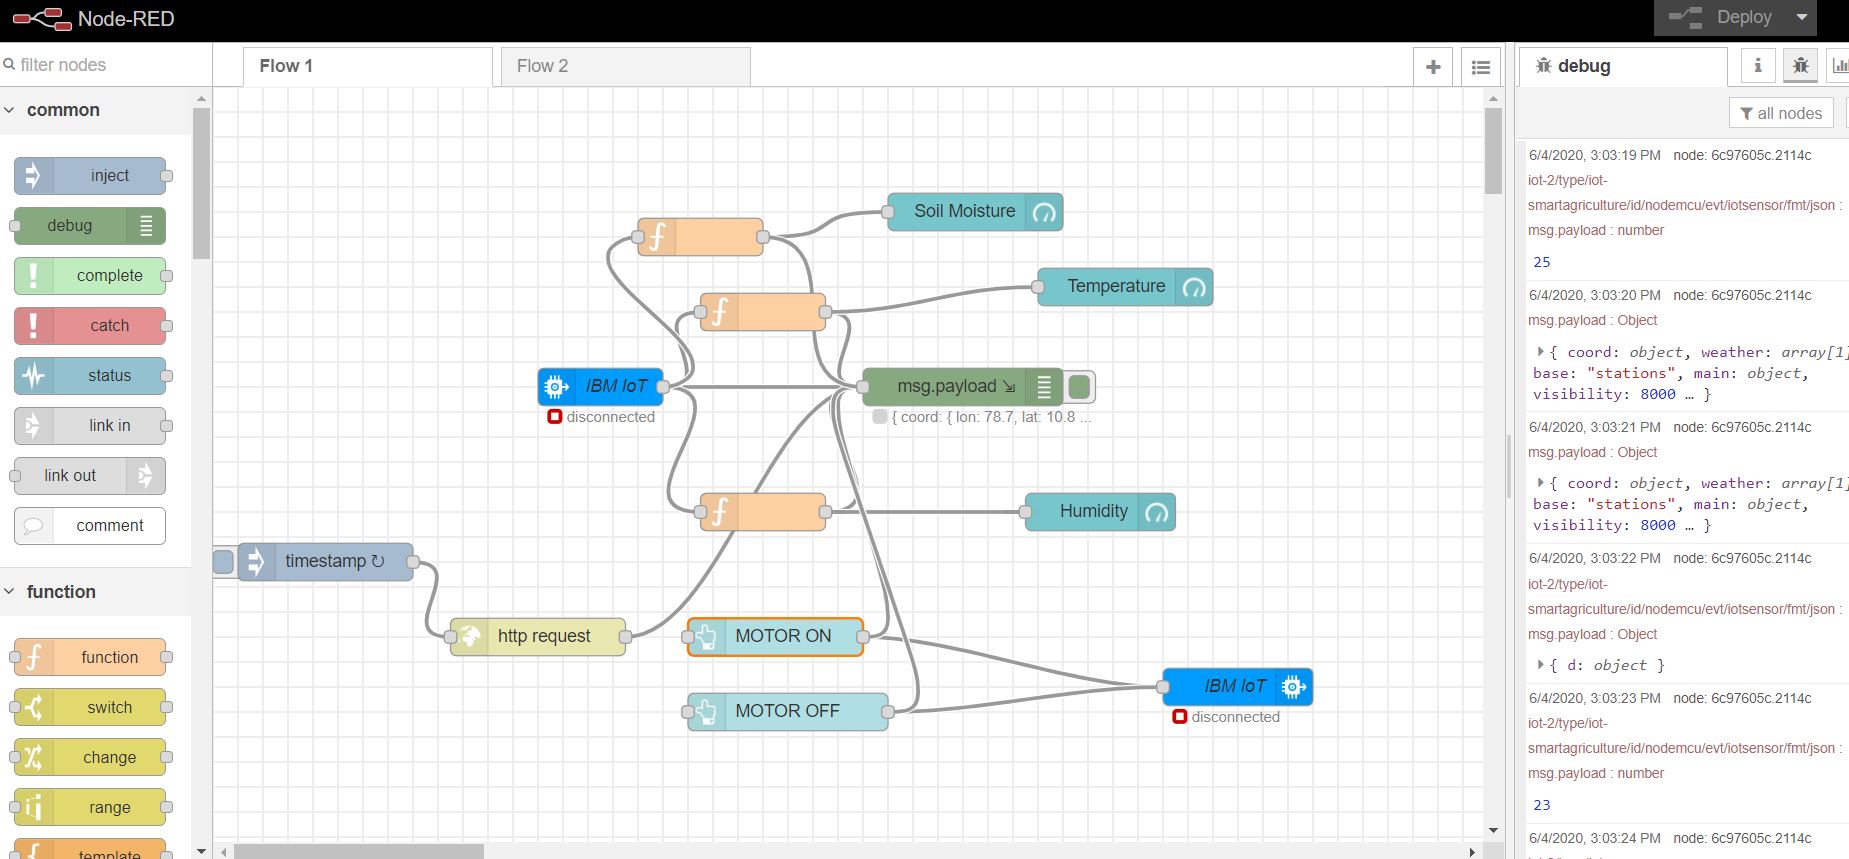 Node-RED
Deploy
filter nodes
Flow 1
Flow 2
debug
i
all nodes
common
inject
debug
complete
catch
status
link in
link out
comment
function
function
switch
change
range
template
Soil Moisture
Temperature
IBM IoT
disconnected
msg.payload
{ coord: { lon: 78.7, lat: 10.8 ...
Humidity
timestamp ↻
http request
MOTOR ON
MOTOR OFF
IBM IoT
disconnected
6/4/2020, 3:03:19 PM node: 6c97605c.2114c
iot-2/type/iot-
smartagriculture/id/nodemcu/evt/iotsensor/fmt/json :
msg.payload : number
25
6/4/2020, 3:03:20 PM node: 6c97605c.2114c
msg.payload : Object
{ coord: object, weather: array[1]
base: "stations", main: object,
visibility: 8000 … }
6/4/2020, 3:03:21 PM node: 6c97605c.2114c
msg.payload : Object
{ coord: object, weather: array[1]
base: "stations", main: object,
visibility: 8000 … }
6/4/2020, 3:03:22 PM node: 6c97605c.2114c
iot-2/type/iot-
smartagriculture/id/nodemcu/evt/iotsensor/fmt/json :
msg.payload : Object
{ d: object }
6/4/2020, 3:03:23 PM node: 6c97605c.2114c
iot-2/type/iot-
smartagriculture/id/nodemcu/evt/iotsensor/fmt/json :
msg.payload : number
23
6/4/2020, 3:03:24 PM node: 6c97605c.2114c